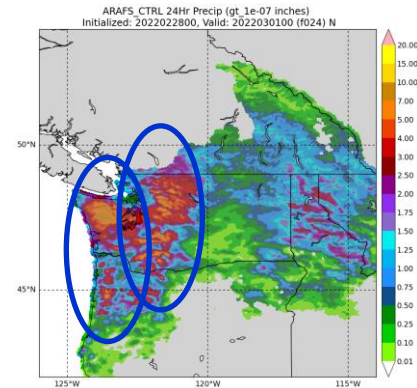 ARAFS_CTRL 24Hr Precip (gt_1e-07 inches)
Initialized: 2022022800, Valid: 2022030100 (f024) N
20.00
15.00
10.00
7.00
5.00
4.00
3.00
2.50
2.00
1.75
1.50
1.25
1.00
0.75
0.50
0.25
0.10
0.01
50°N
45°N
125°W
120°W
115°W